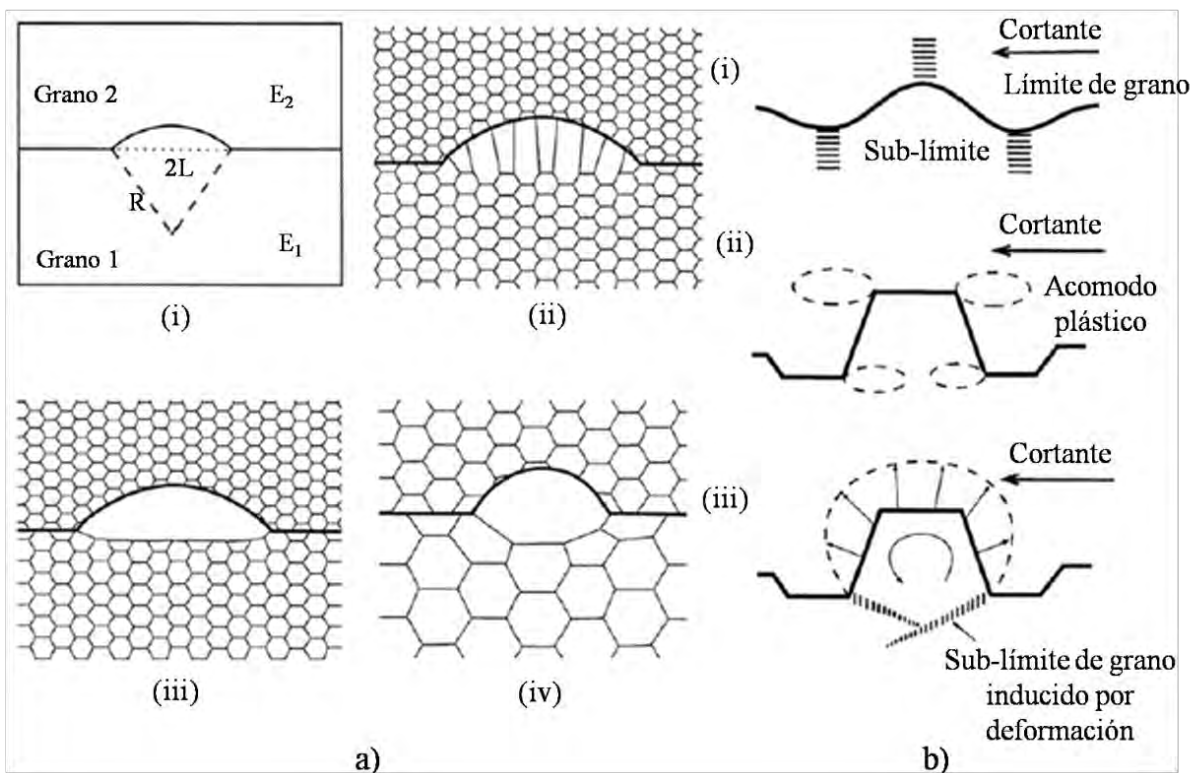 Grano 2
E₂
2L
R
E₁
Grano 1
(i)
(ii)
(iii)
(iv)
a)
(i)
Cortante
Límite de grano
Sub-límite
(ii)
Cortante
Acomodo
plástico
(iii)
Cortante
Sub-límite de grano
inducido por
deformación
b)